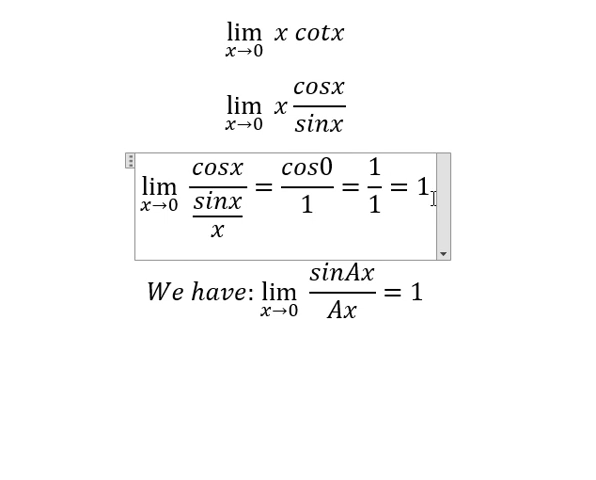 lim x→0 x cotx
lim x→0 x cosx/sinx
lim x→0 cosx/(sinx/x) = cos0/1 = 1/1 = 1
We have: lim x→0 sinAx/Ax = 1